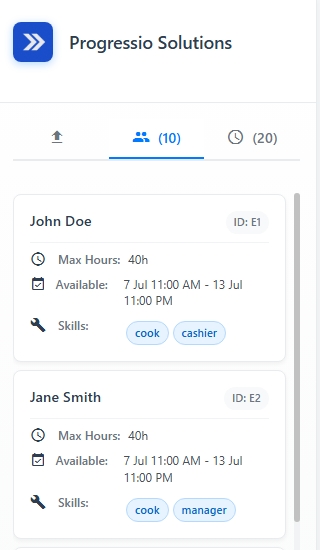 Progressio Solutions
(10)
(20)
John Doe
ID: E1
Max Hours: 40h
Available: 7 Jul 11:00 AM - 13 Jul
11:00 PM
Skills: cook cashier
Jane Smith
ID: E2
Max Hours: 40h
Available: 7 Jul 11:00 AM - 13 Jul
11:00 PM
Skills: cook manager